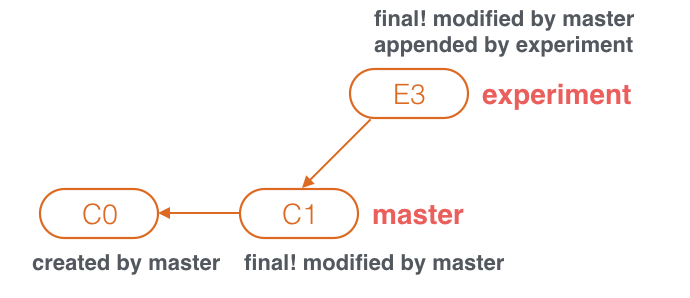 final! modified by master
appended by experiment
E3
experiment
C0
C1
master
created by master
final! modified by master